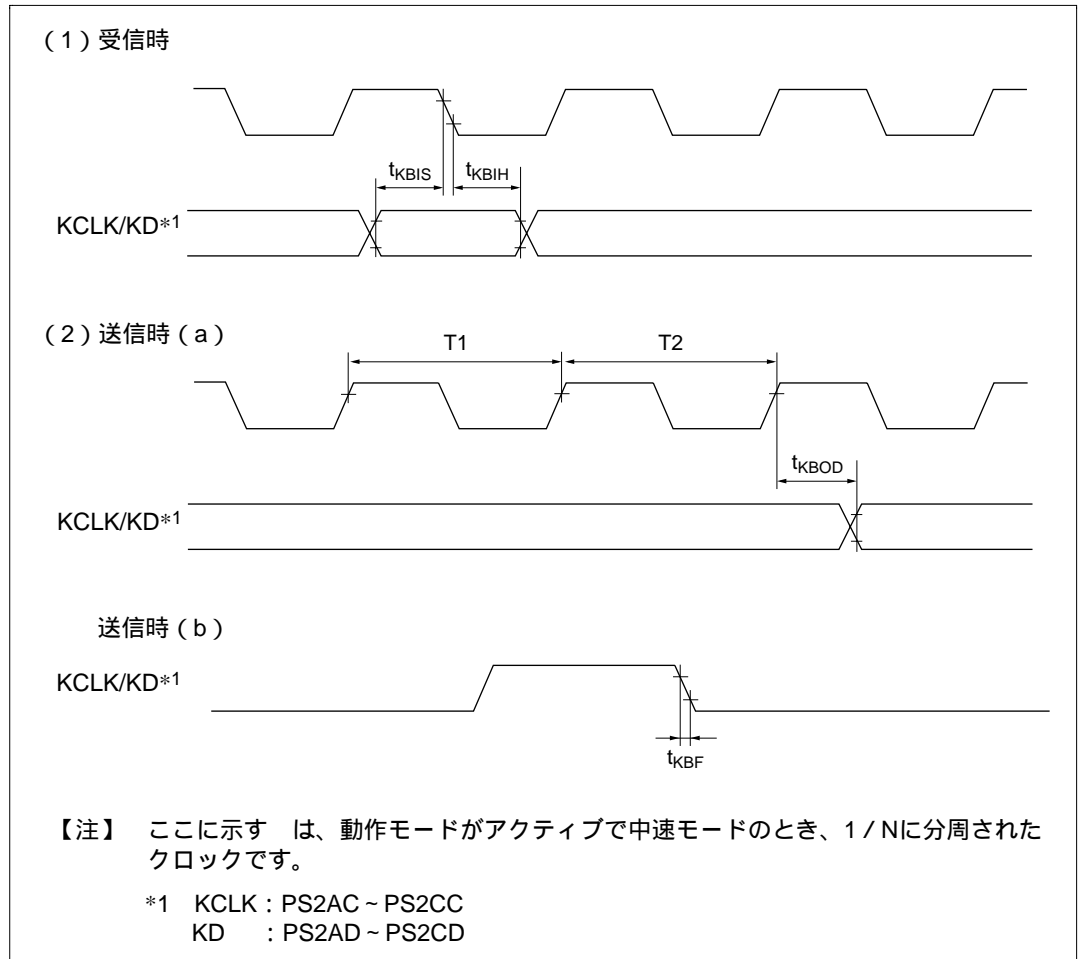 （1）受信時
tKBIS tKBIH
KCLK/KD*1
（2）送信時（a）
T1 T2
tKBOD
KCLK/KD*1
送信時（b）
KCLK/KD*1
tKBF
【注】 ここに示す　は、動作モードがアクティブで中速モードのとき、1／Nに分周された
クロックです。
*1 KCLK：PS2AC～PS2CC
KD ：PS2AD～PS2CD